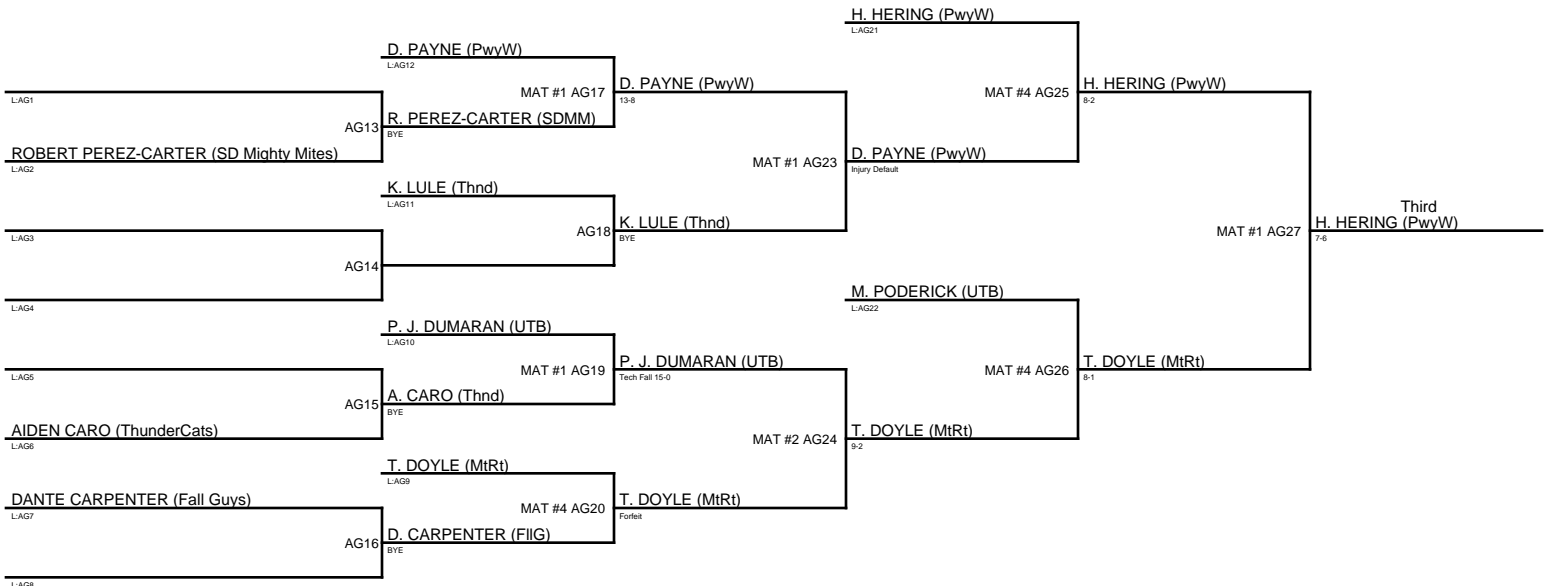 H. HERING (PwyW)
L:AG21
D. PAYNE (PwyW)
L:AG12
L:AG1
MAT #1 AG17
D. PAYNE (PwyW)
13-8
MAT #4 AG25
H. HERING (PwyW)
8-2
AG13
R. PEREZ-CARTER (SDMM)
BYE
ROBERT PEREZ-CARTER (SD Mighty Mites)
L:AG2
MAT #1 AG23
D. PAYNE (PwyW)
Injury Default
K. LULE (Thnd)
L:AG11
Third
L:AG3
AG18
K. LULE (Thnd)
BYE
MAT #1 AG27
H. HERING (PwyW)
7-6
AG14
L:AG4
M. PODERICK (UTB)
L:AG22
P. J. DUMARAN (UTB)
L:AG10
L:AG5
MAT #1 AG19
P. J. DUMARAN (UTB)
Tech Fall 15-0
MAT #4 AG26
T. DOYLE (MtRt)
8-1
AG15
A. CARO (Thnd)
BYE
AIDEN CARO (ThunderCats)
L:AG6
MAT #2 AG24
T. DOYLE (MtRt)
9-2
T. DOYLE (MtRt)
L:AG9
DANTE CARPENTER (Fall Guys)
L:AG7
MAT #4 AG20
T. DOYLE (MtRt)
Forfeit
AG16
D. CARPENTER (FllG)
BYE
L:AG8